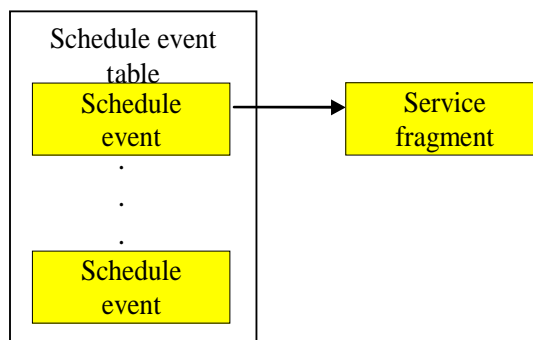 Schedule event
table
Schedule
event
.
.
.
Schedule
event
Service
fragment